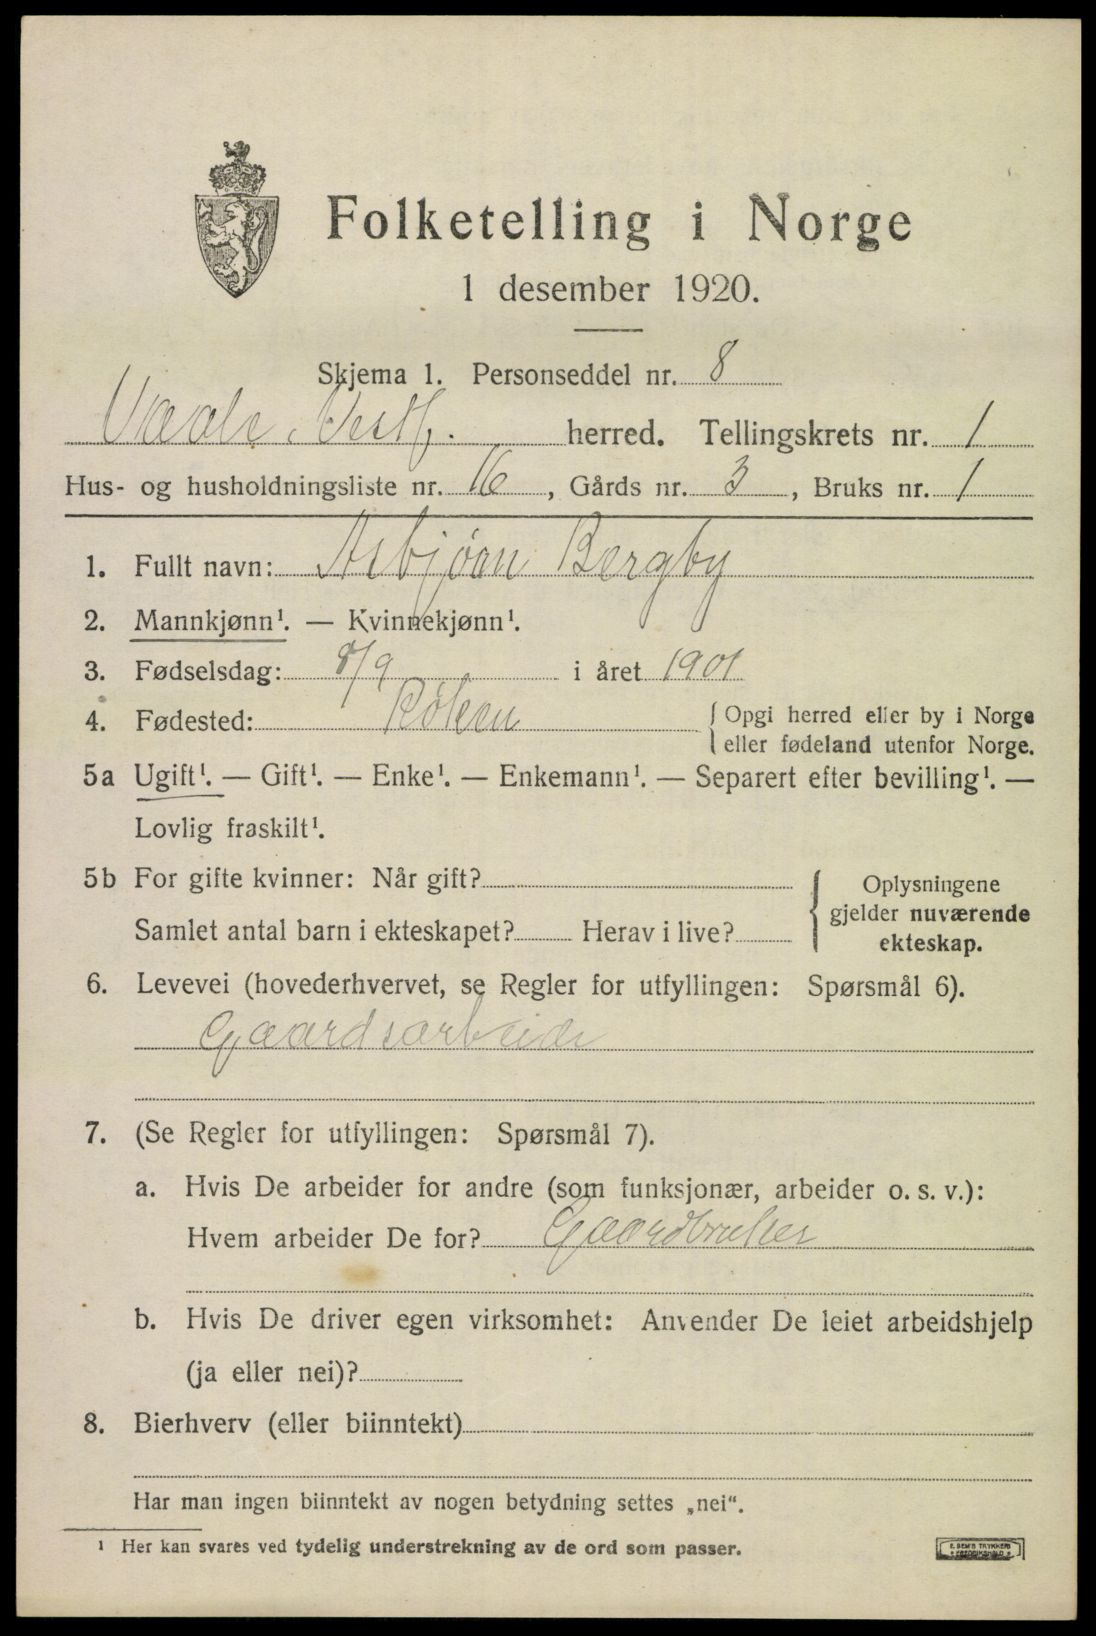 Folketelling i Norge
1 desember 1920.
Skjema 1. Personseddel nr. 8
Vaale, Vestf. herred. Tellingskrets nr. 1
Hus- og husholdningsliste nr. 16, Gårds nr. 3, Bruks nr. 1
1. Fullt navn: Asbjørn Bergby
2. Mannkjønn¹. — Kvinnekjønn¹.
3. Fødselsdag: 8/9 i året 1901
4. Fødested: Røken { Opgi herred eller by i Norge
eller fødeland utenfor Norge.
5a Ugift¹. — Gift¹. — Enke¹. — Enkemann¹. — Separert efter bevilling¹. —
Lovlig fraskilt¹.
5b For gifte kvinner: Når gift?
Samlet antal barn i ekteskapet? Herav i live?
{ Oplysningene
gjelder nuværende
ekteskap.
6. Levevei (hovederhvervet, se Regler for utfyllingen: Spørsmål 6).
Gaardsarbeider
7. (Se Regler for utfyllingen: Spørsmål 7).
a. Hvis De arbeider for andre (som funksjonær, arbeider o. s. v.):
Hvem arbeider De for? Gaardbruker
b. Hvis De driver egen virksomhet: Anvender De leiet arbeidshjelp
(ja eller nei)?
8. Bierhverv (eller biinntekt)
Har man ingen biinntekt av nogen betydning settes „nei“.
¹ Her kan svares ved tydelig understrekning av de ord som passer.
E. SEM'S TRYKKERI
FREDRIKSHALD